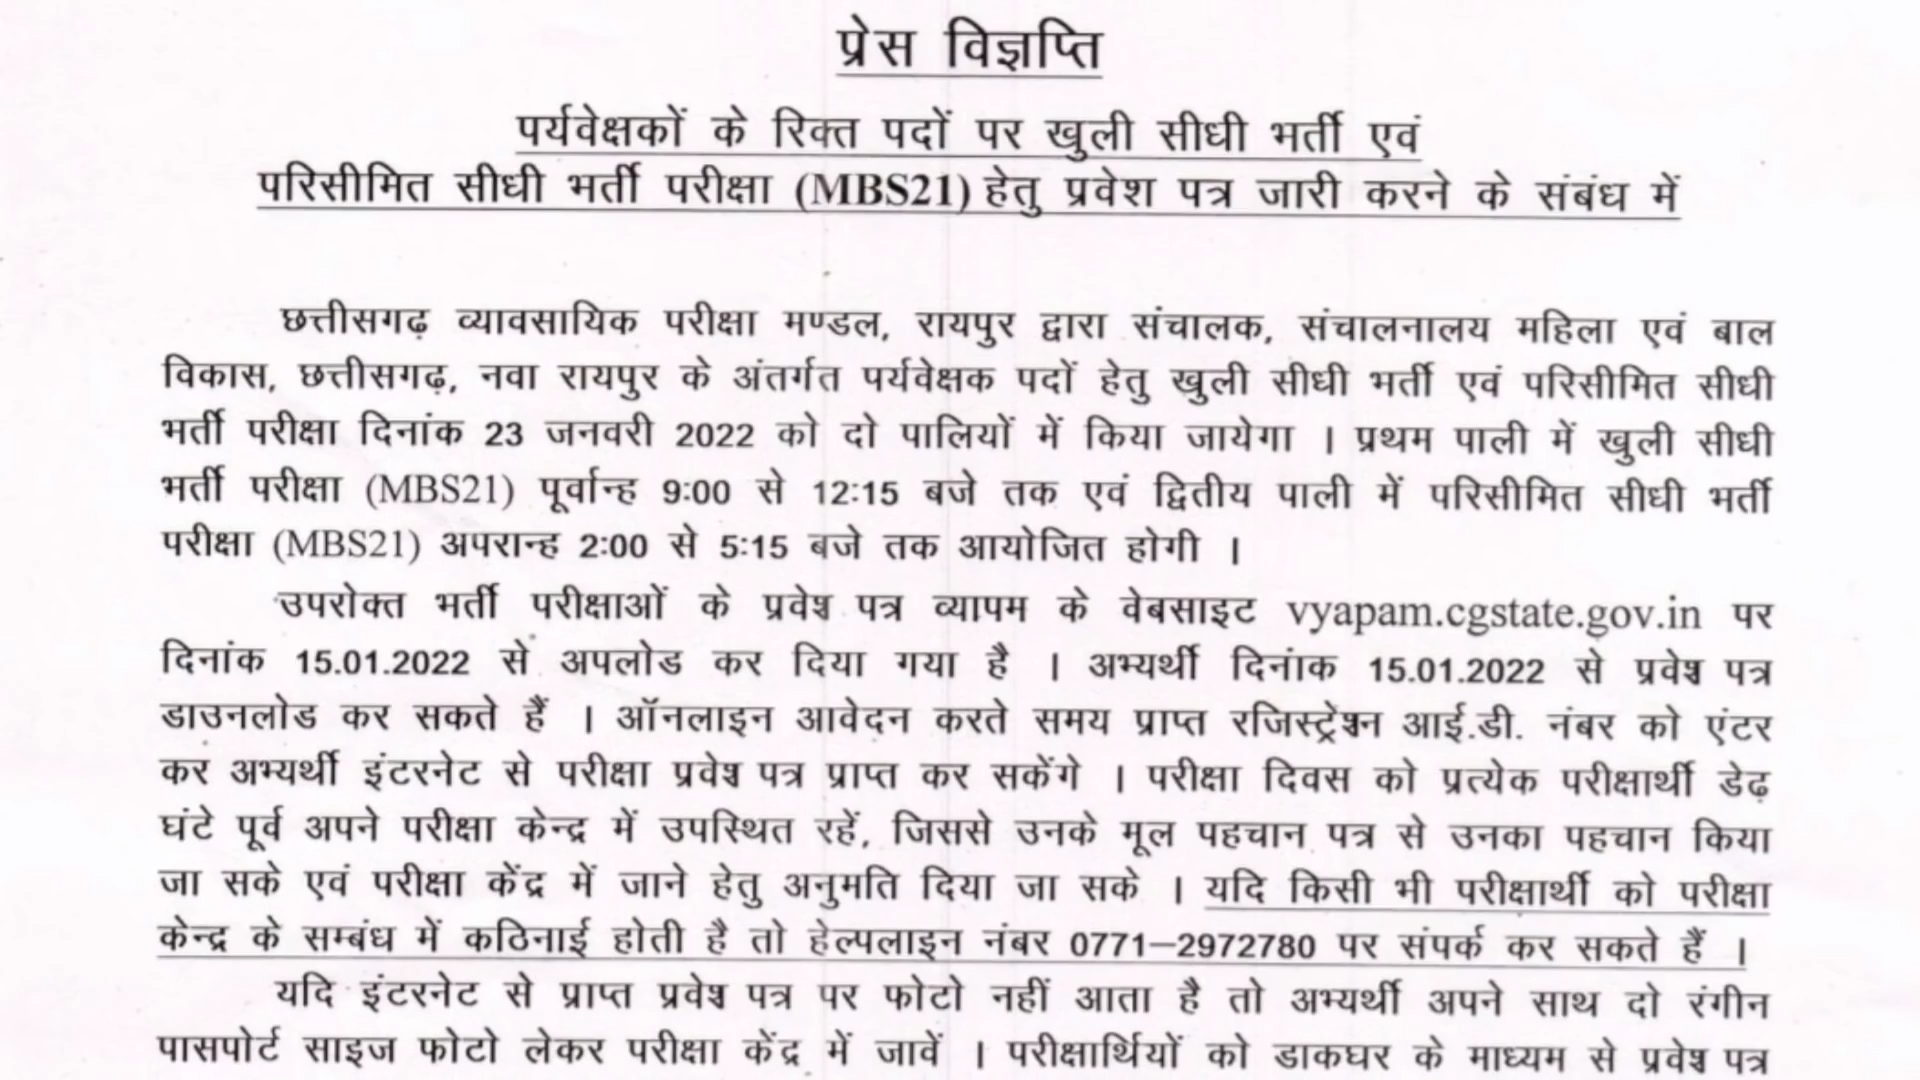 प्रेस विज्ञप्ति
पर्यवेक्षकों के रिक्त पदों पर खुली सीधी भर्ती एवं
परिसीमित सीधी भर्ती परीक्षा (MBS21) हेतु प्रवेश पत्र जारी करने के संबंध में
छत्तीसगढ़ व्यावसायिक परीक्षा मण्डल, रायपुर द्वारा संचालक, संचालनालय महिला एवं बाल
विकास, छत्तीसगढ़, नवा रायपुर के अंतर्गत पर्यवेक्षक पदों हेतु खुली सीधी भर्ती एवं परिसीमित सीधी
भर्ती परीक्षा दिनांक 23 जनवरी 2022 को दो पालियों में किया जायेगा । प्रथम पाली में खुली सीधी
भर्ती परीक्षा (MBS21) पूर्वान्ह 9:00 से 12:15 बजे तक एवं द्वितीय पाली में परिसीमित सीधी भर्ती
परीक्षा (MBS21) अपरान्ह 2:00 से 5:15 बजे तक आयोजित होगी ।
उपरोक्त भर्ती परीक्षाओं के प्रवेश पत्र व्यापम के वेबसाइट vyapam.cgstate.gov.in पर
दिनांक 15.01.2022 से अपलोड कर दिया गया है । अभ्यर्थी दिनांक 15.01.2022 से प्रवेश पत्र
डाउनलोड कर सकते हैं । ऑनलाइन आवेदन करते समय प्राप्त रजिस्ट्रेशन आई.डी. नंबर को एंटर
कर अभ्यर्थी इंटरनेट से परीक्षा प्रवेश पत्र प्राप्त कर सकेंगे । परीक्षा दिवस को प्रत्येक परीक्षार्थी डेढ़
घंटे पूर्व अपने परीक्षा केन्द्र में उपस्थित रहें, जिससे उनके मूल पहचान पत्र से उनका पहचान किया
जा सके एवं परीक्षा केंद्र में जाने हेतु अनुमति दिया जा सके । यदि किसी भी परीक्षार्थी को परीक्षा
केन्द्र के सम्बंध में कठिनाई होती है तो हेल्पलाइन नंबर 0771–2972780 पर संपर्क कर सकते हैं ।
यदि इंटरनेट से प्राप्त प्रवेश पत्र पर फोटो नहीं आता है तो अभ्यर्थी अपने साथ दो रंगीन
पासपोर्ट साइज फोटो लेकर परीक्षा केंद्र में जावें । परीक्षार्थियों को डाकघर के माध्यम से प्रवेश पत्र